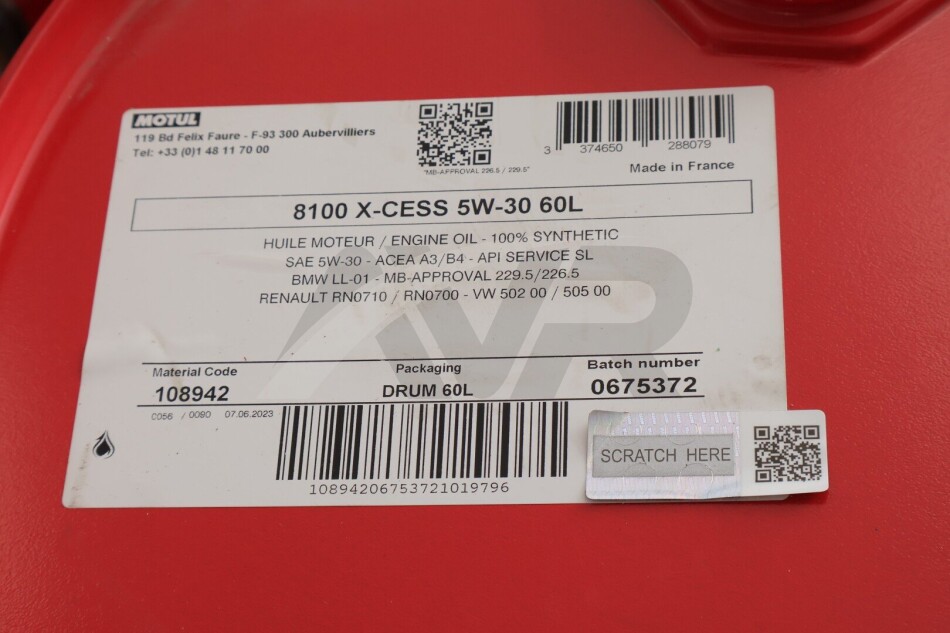 MOTUL
119 Bd Felix Faure - F-93 300 Aubervilliers
Tel: +33 (0)1 48 11 70 00
"MB-APPROVAL 226.5 / 229.5"
3 374650 288079
Made in France
8100 X-CESS 5W-30 60L
HUILE MOTEUR / ENGINE OIL - 100% SYNTHETIC
SAE 5W-30 - ACEA A3/B4 - API SERVICE SL
BMW LL-01 - MB-APPROVAL 229.5/226.5
RENAULT RN0710 / RN0700 - VW 502 00 / 505 00
Material Code
Packaging
Batch number
108942
DRUM 60L
0675372
C056 / 0080 07.06.2023
10894206753721019796
SCRATCH HERE